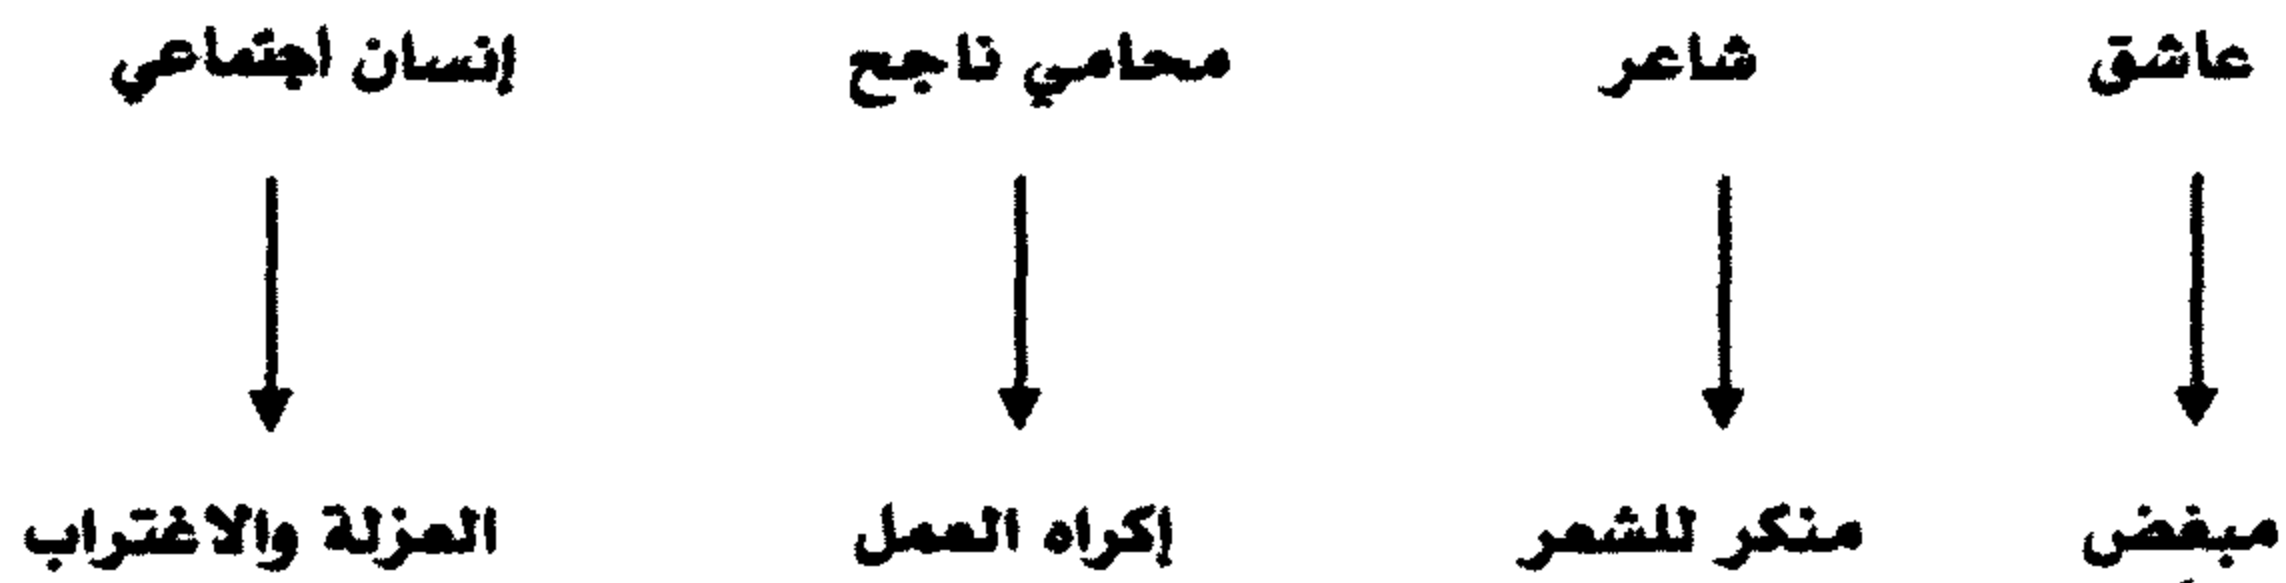 عاشق شاعر محامي ناجح إنسان اجتماعي
مبغض منكر للشعر إكراه العمل العزلة والاغتراب